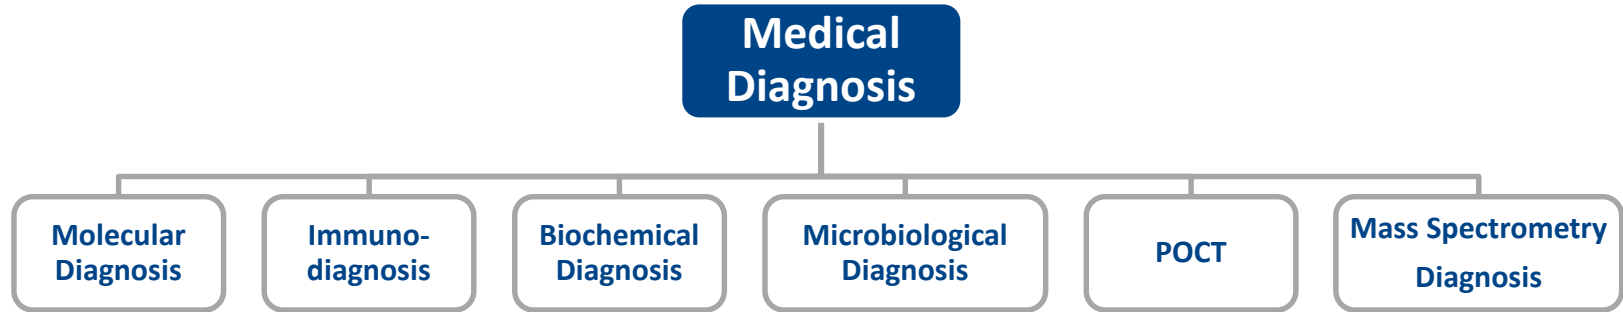 Medical
Diagnosis
Molecular
Diagnosis
Immuno-
diagnosis
Biochemical
Diagnosis
Microbiological
Diagnosis
POCT
Mass Spectrometry
Diagnosis